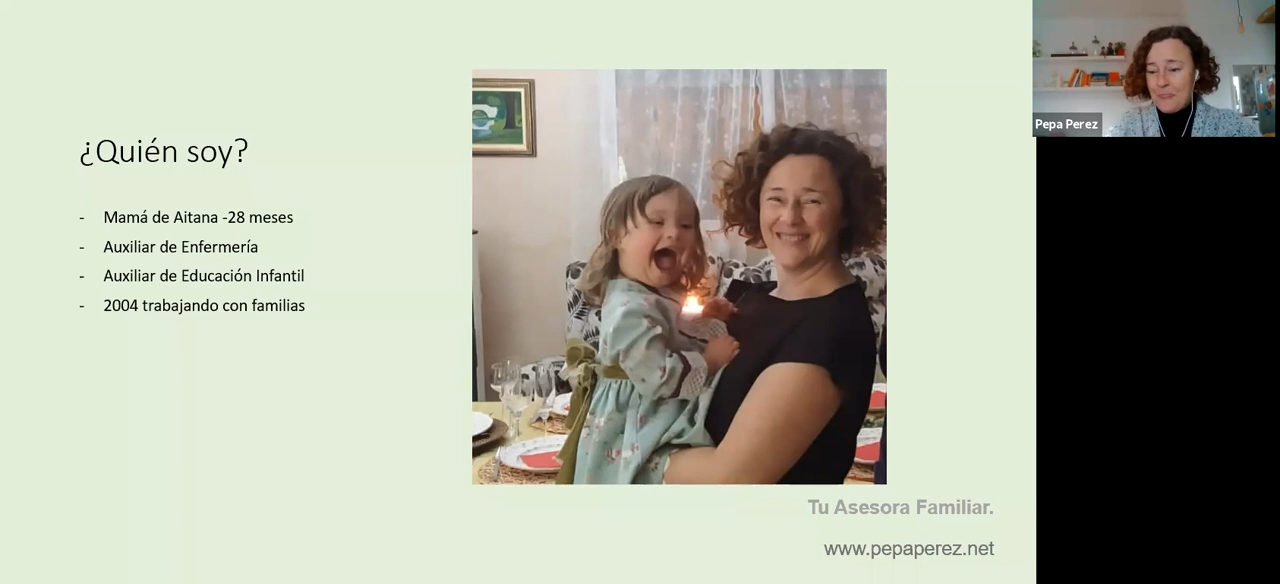 ¿Quién soy?
- Mamá de Aitana -28 meses
- Auxiliar de Enfermería
- Auxiliar de Educación Infantil
- 2004 trabajando con familias
Tu Asesora Familiar.
www.pepaperez.net
Pepa Perez